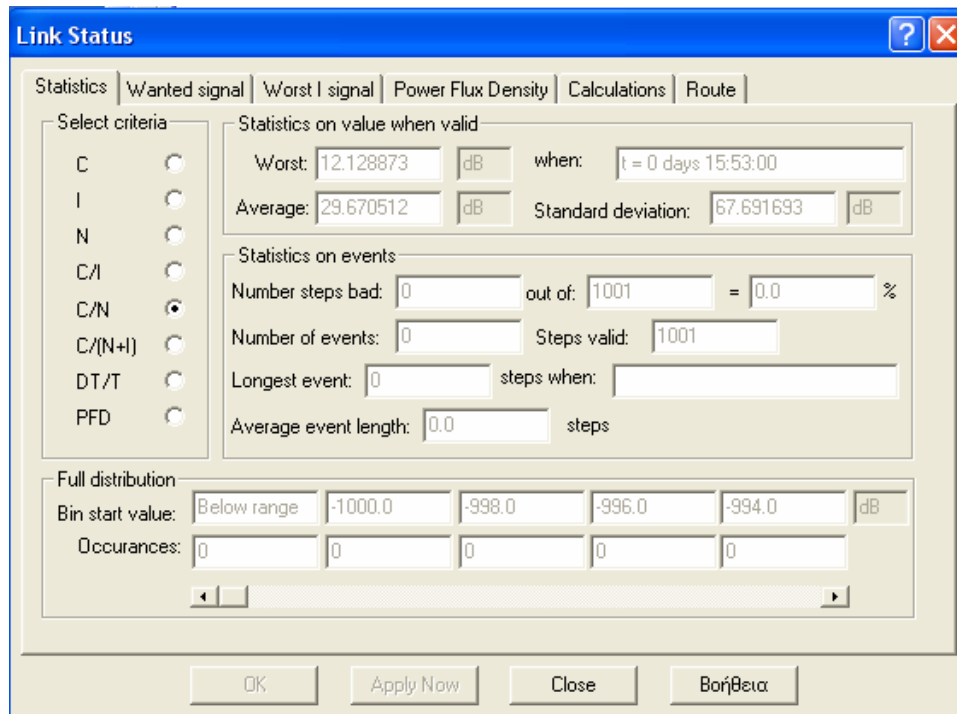 Link Status
Statistics Wanted signal Worst I signal Power Flux Density Calculations Route
Select criteria
C
I
N
C/I
C/N
C/(N+I)
DT/T
PFD
Statistics on value when valid
Worst: 12.128873 dB when: t = 0 days 15:53:00
Average: 29.670512 dB Standard deviation: 67.691693 dB
Statistics on events
Number steps bad: 0 out of: 1001 = 0.0 %
Number of events: 0 Steps valid: 1001
Longest event: 0 steps when:
Average event length: 0.0 steps
Full distribution
Bin start value: Below range -1000.0 -998.0 -996.0 -994.0 dB
Occurances: 0 0 0 0 0
OK Apply Now Close Βοήθεια